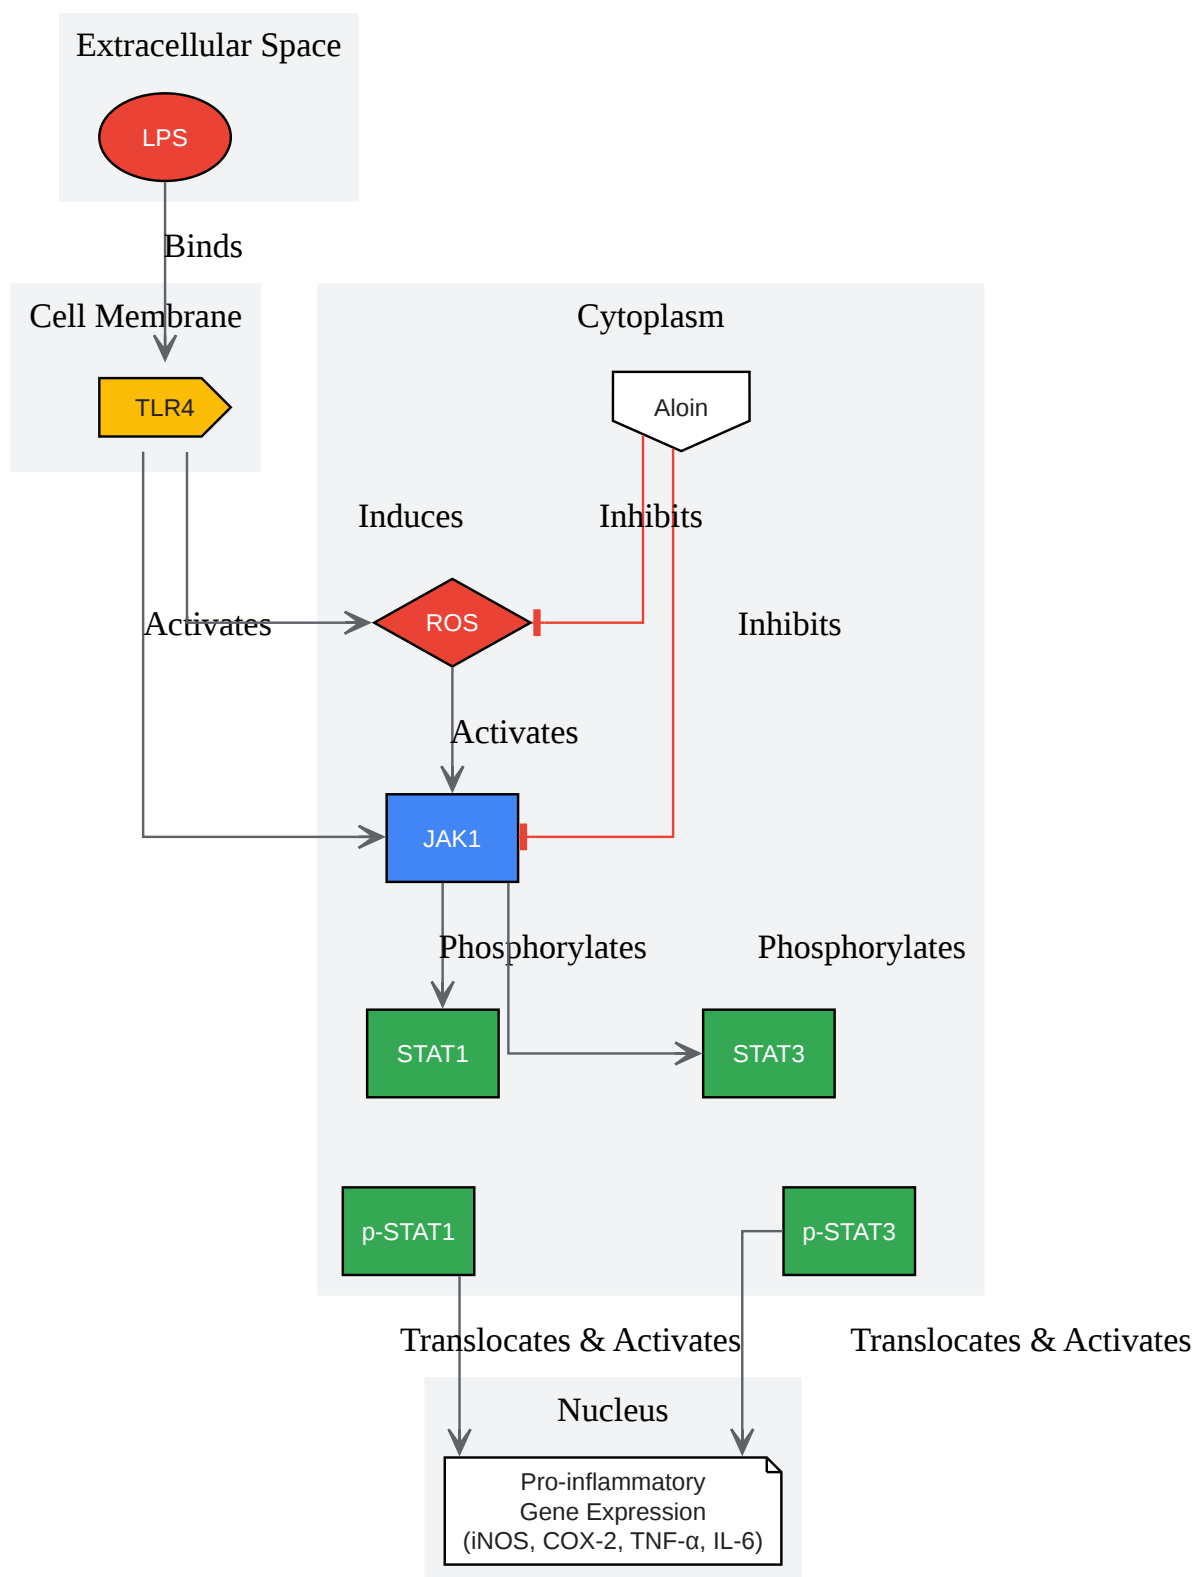 Extracellular Space
LPS
Binds
Cell Membrane
Cytoplasm
TLR4
Aloin
Induces
Inhibits
Activates
ROS
Inhibits
Activates
JAK1
Phosphorylates
Phosphorylates
STAT1
STAT3
p-STAT1
p-STAT3
Translocates & Activates
Translocates & Activates
Nucleus
Pro-inflammatory
Gene Expression
(iNOS, COX-2, TNF-α, IL-6)